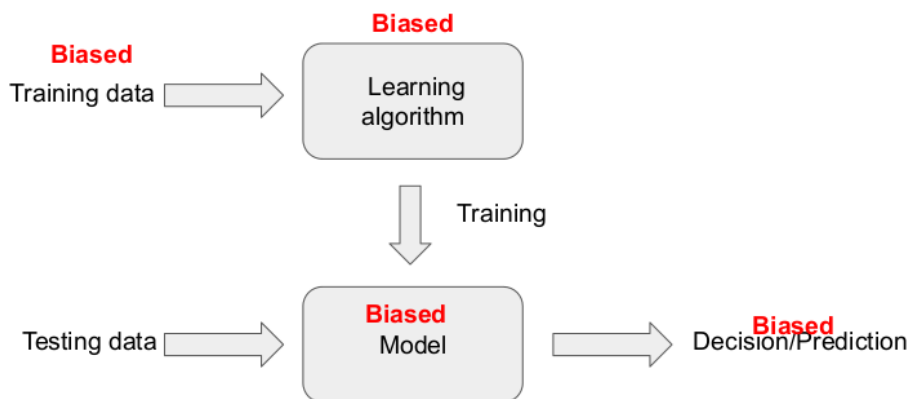 Biased
Biased
Training data
Learning
algorithm
Training
Biased
Testing data
Model
Biased
Decision/Prediction